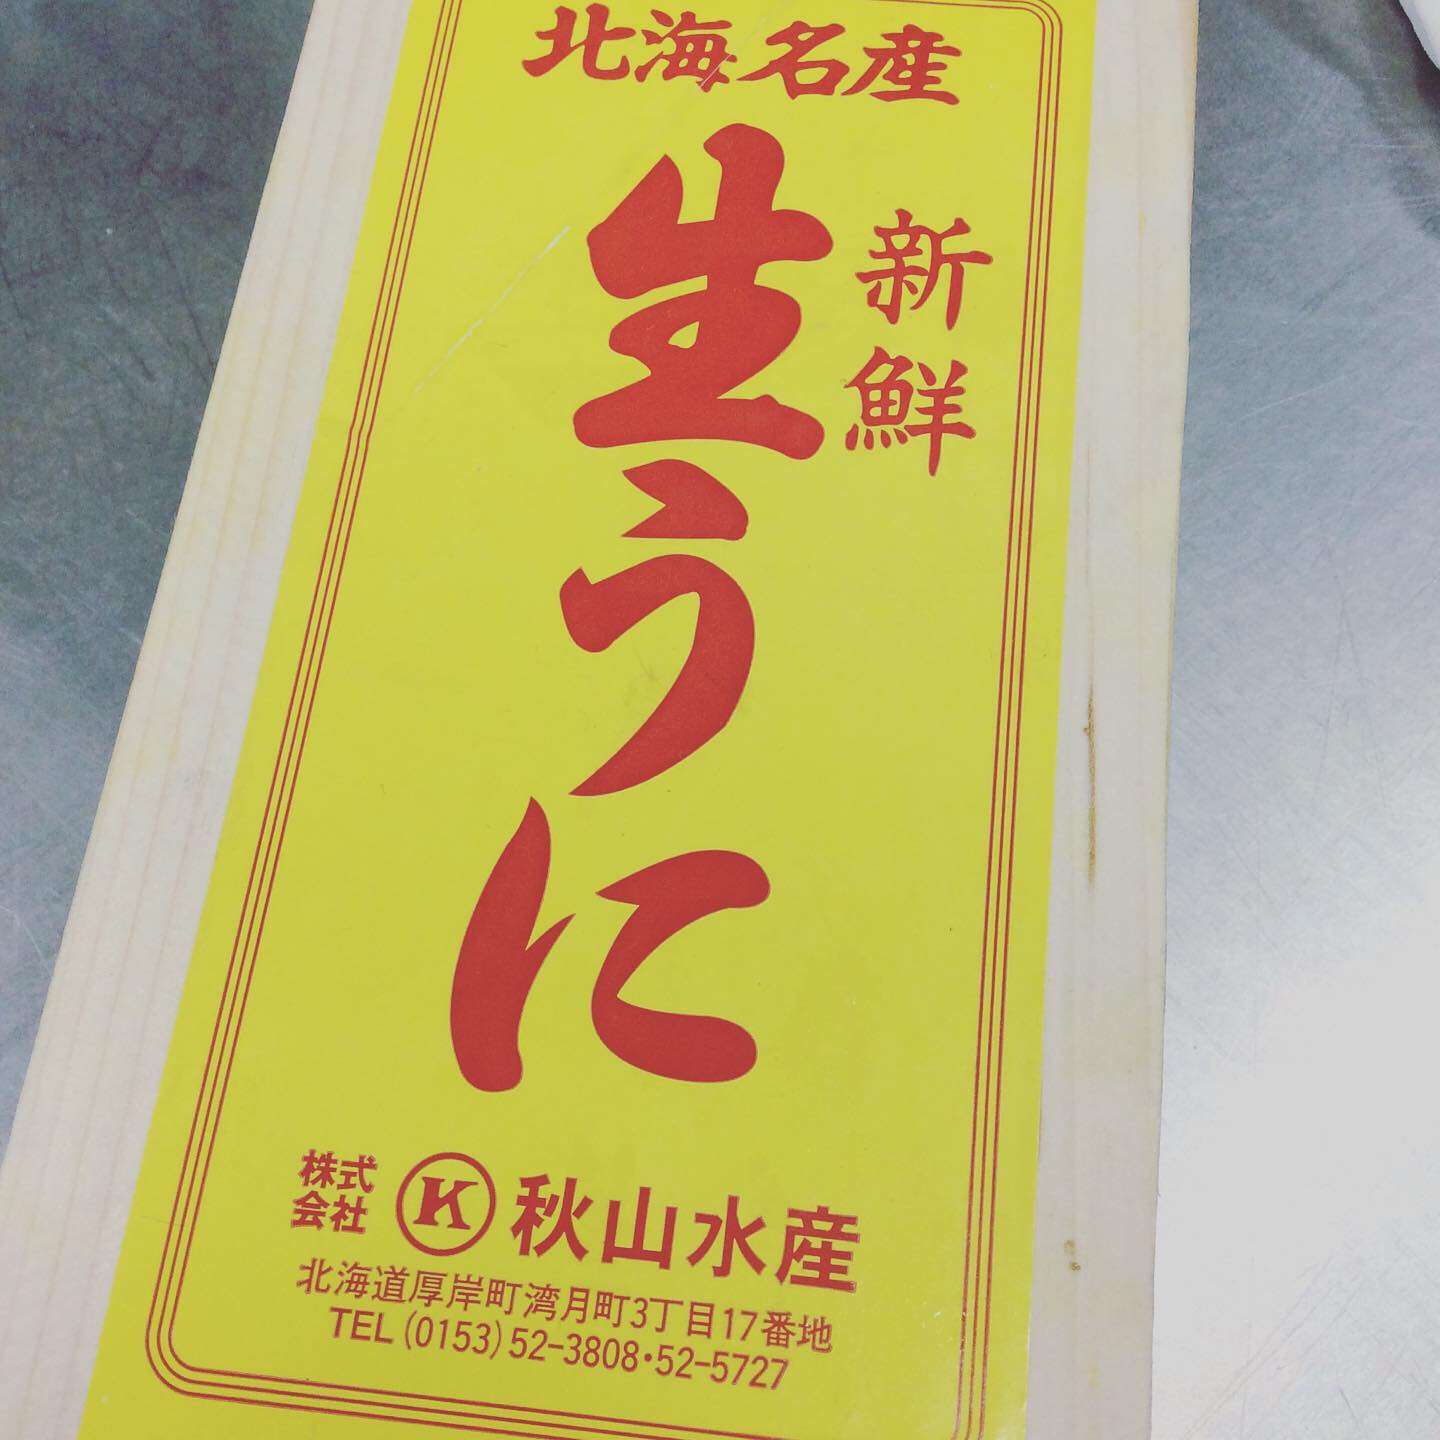 北海名産
新鮮
生うに
株式
会社
K 秋山水産
北海道厚岸町湾月町3丁目17番地
TEL(0153)52-3808・52-5727